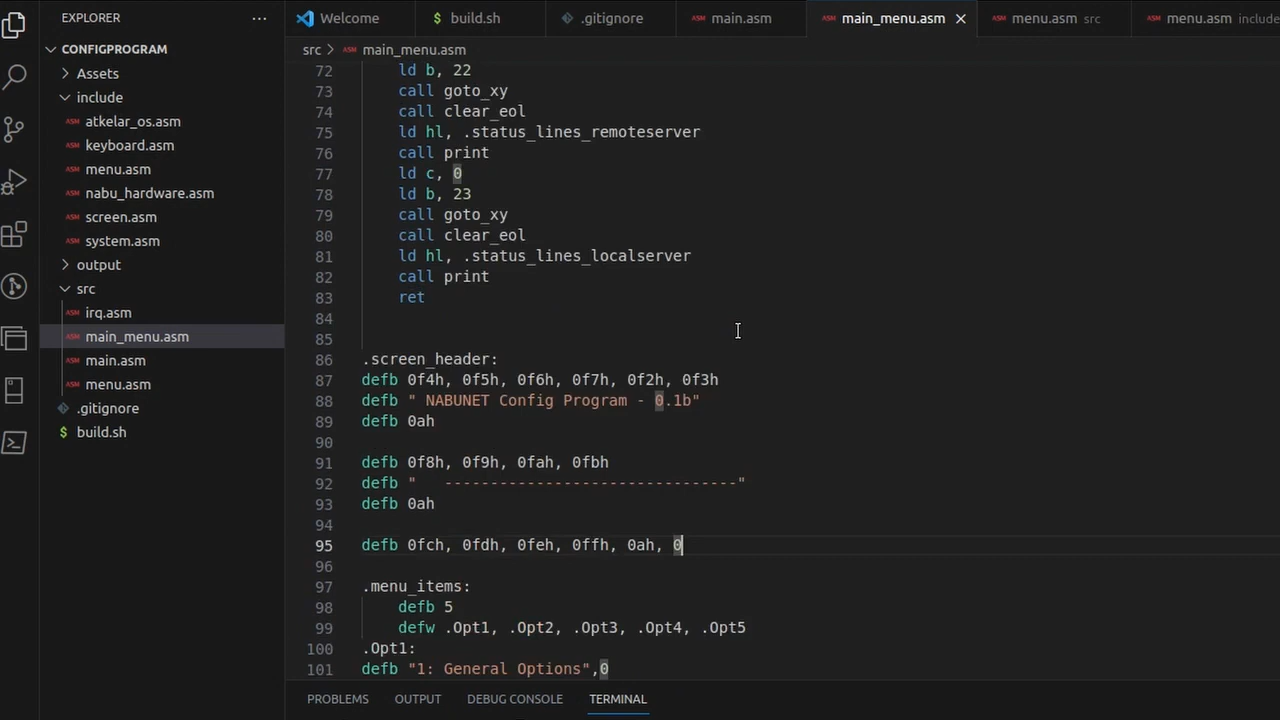 EXPLORER
CONFIGPROGRAM
Assets
include
atkelar_os.asm
keyboard.asm
menu.asm
nabu_hardware.asm
screen.asm
system.asm
output
src
irq.asm
main_menu.asm
main.asm
menu.asm
.gitignore
$ build.sh
Welcome $ build.sh .gitignore ASM main.asm ASM main_menu.asm ASM menu.asm src ASM menu.asm include
src > ASM main_menu.asm
72 ld b, 22
73 call goto_xy
74 call clear_eol
75 ld hl, .status_lines_remoteserver
76 call print
77 ld c, 0
78 ld b, 23
79 call goto_xy
80 call clear_eol
81 ld hl, .status_lines_localserver
82 call print
83 ret
84
85
86 .screen_header:
87 defb 0f4h, 0f5h, 0f6h, 0f7h, 0f2h, 0f3h
88 defb " NABUNET Config Program - 0.1b"
89 defb 0ah
90
91 defb 0f8h, 0f9h, 0fah, 0fbh
92 defb "   --------------------------------"
93 defb 0ah
94
95 defb 0fch, 0fdh, 0feh, 0ffh, 0ah, 0
96
97 .menu_items:
98 defb 5
99 defw .Opt1, .Opt2, .Opt3, .Opt4, .Opt5
100 .Opt1:
101 defb "1: General Options",0
PROBLEMS OUTPUT DEBUG CONSOLE TERMINAL